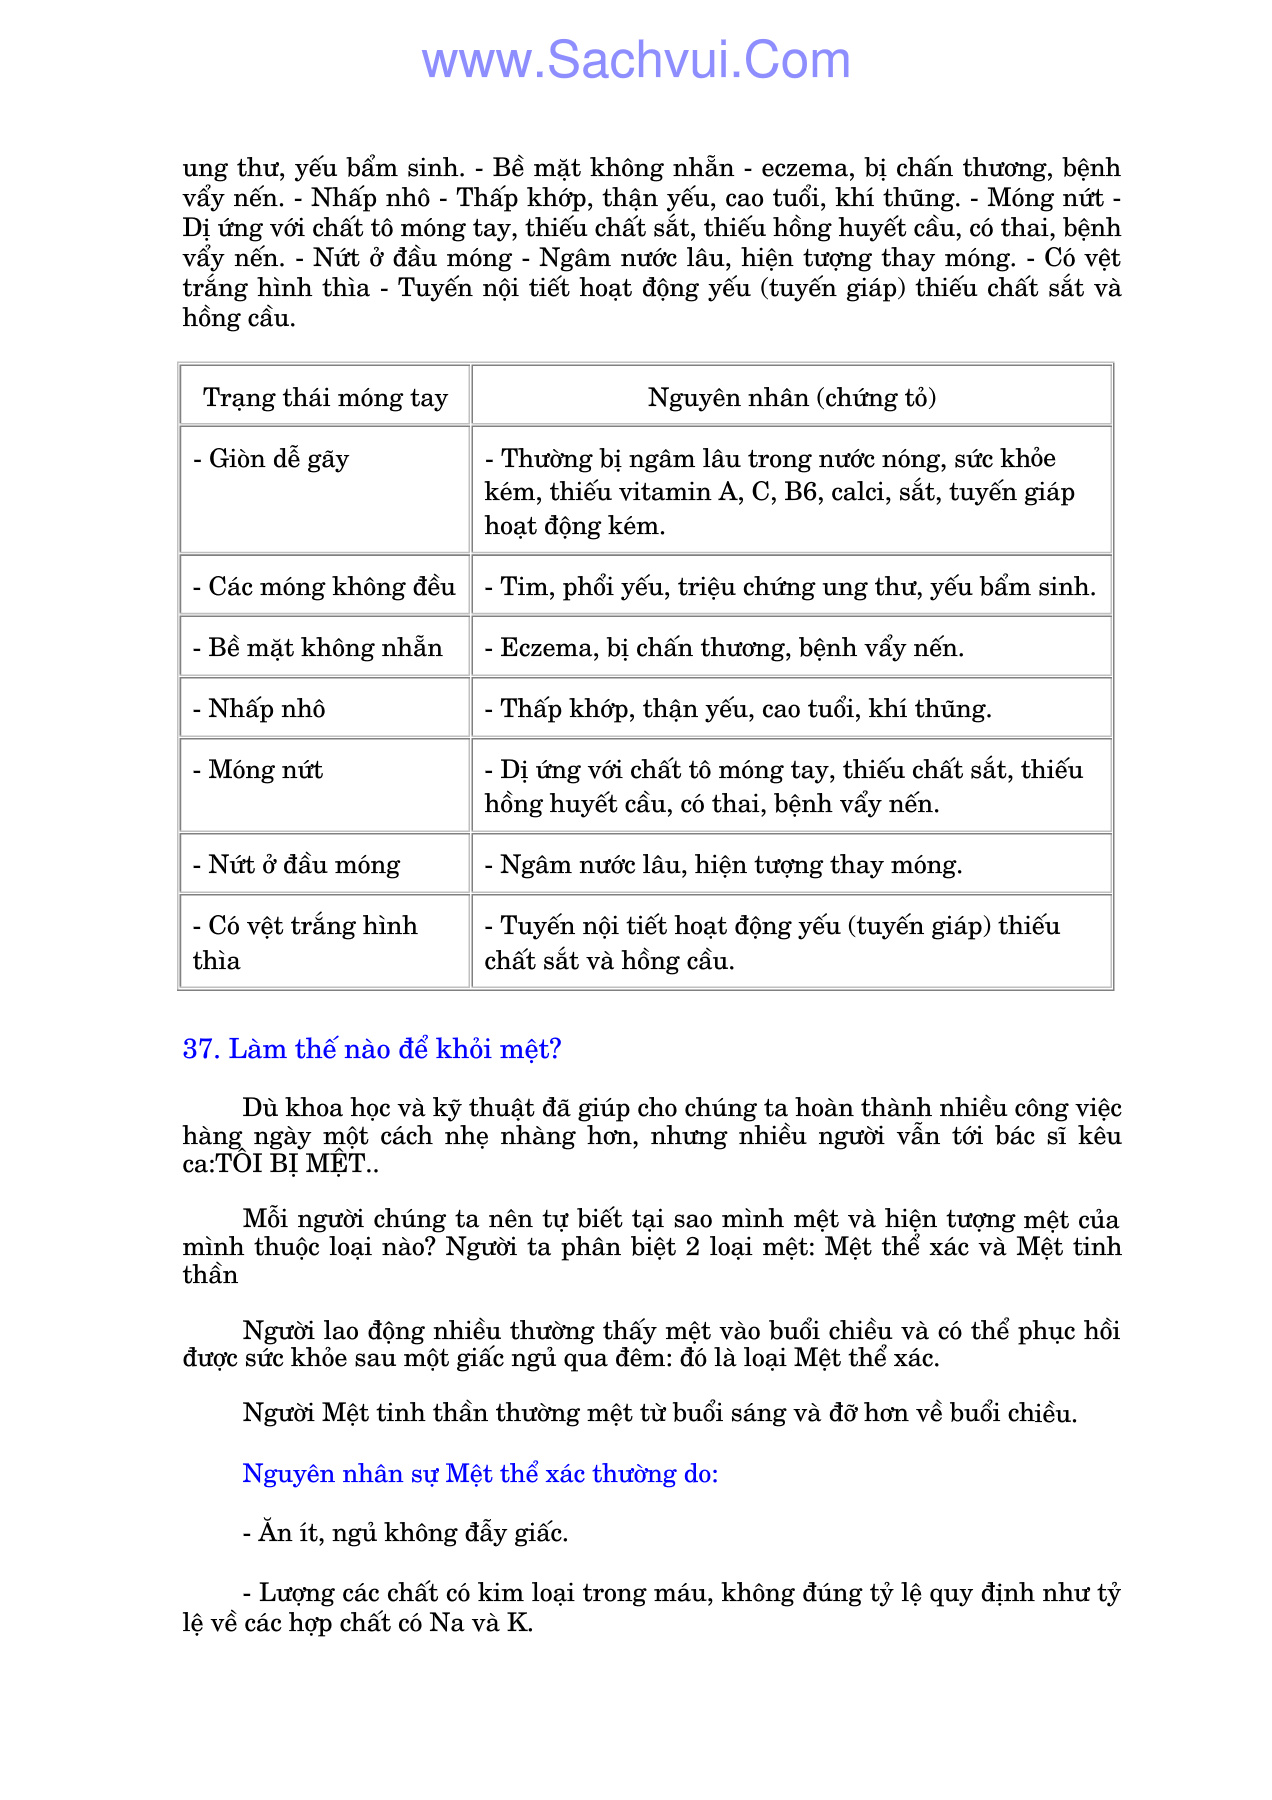 www.Sachvui.Com
ung thư, yếu bẩm sinh. - Bề mặt không nhẵn - eczema, bị chấn thương, bệnh
vẩy nến. - Nhấp nhô - Thấp khớp, thận yếu, cao tuổi, khí thũng. - Móng nứt -
Dị ứng với chất tô móng tay, thiếu chất sắt, thiếu hồng huyết cầu, có thai, bệnh
vẩy nến. - Nứt ở đầu móng - Ngâm nước lâu, hiện tượng thay móng. - Có vệt
trắng hình thìa - Tuyến nội tiết hoạt động yếu (tuyến giáp) thiếu chất sắt và
hồng cầu.
Trạng thái móng tay
Nguyên nhân (chứng tỏ)
- Giòn dễ gãy
- Thường bị ngâm lâu trong nước nóng, sức khỏe
kém, thiếu vitamin A, C, B6, calci, sắt, tuyến giáp
hoạt động kém.
- Các móng không đều
- Tim, phổi yếu, triệu chứng ung thư, yếu bẩm sinh.
- Bề mặt không nhẵn
- Eczema, bị chấn thương, bệnh vẩy nến.
- Nhấp nhô
- Thấp khớp, thận yếu, cao tuổi, khí thũng.
- Móng nứt
- Dị ứng với chất tô móng tay, thiếu chất sắt, thiếu
hồng huyết cầu, có thai, bệnh vẩy nến.
- Nứt ở đầu móng
- Ngâm nước lâu, hiện tượng thay móng.
- Có vệt trắng hình
thìa
- Tuyến nội tiết hoạt động yếu (tuyến giáp) thiếu
chất sắt và hồng cầu.
37. Làm thế nào để khỏi mệt?
Dù khoa học và kỹ thuật đã giúp cho chúng ta hoàn thành nhiều công việc
hàng ngày một cách nhẹ nhàng hơn, nhưng nhiều người vẫn tới bác sĩ kêu
ca:TÔI BỊ MỆT..
Mỗi người chúng ta nên tự biết tại sao mình mệt và hiện tượng mệt của
mình thuộc loại nào? Người ta phân biệt 2 loại mệt: Mệt thể xác và Mệt tinh
thần
Người lao động nhiều thường thấy mệt vào buổi chiều và có thể phục hồi
được sức khỏe sau một giấc ngủ qua đêm: đó là loại Mệt thể xác.
Người Mệt tinh thần thường mệt từ buổi sáng và đỡ hơn về buổi chiều.
Nguyên nhân sự Mệt thể xác thường do:
- Ăn ít, ngủ không đẫy giấc.
- Lượng các chất có kim loại trong máu, không đúng tỷ lệ quy định như tỷ
lệ về các hợp chất có Na và K.